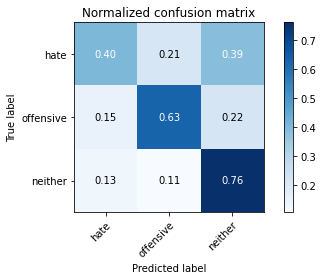 Normalized confusion matrix
True label
hate
0.40 0.21 0.39
offensive
0.15 0.63 0.22
neither
0.13 0.11 0.76
hate
offensive
neither
Predicted label
0.7
0.6
0.5
0.4
0.3
0.2